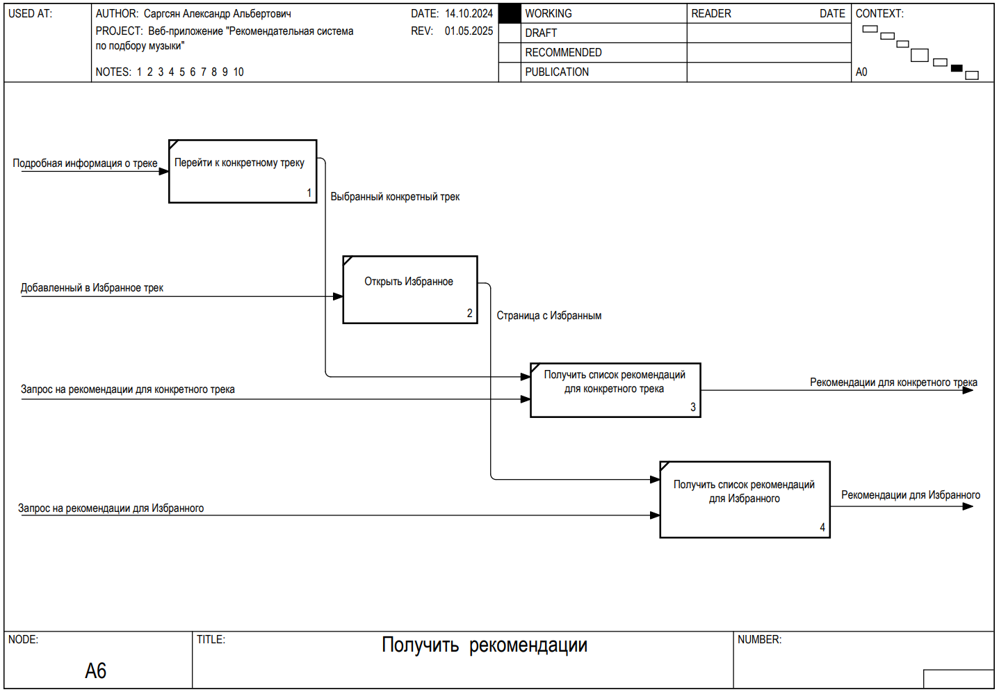 USED AT:
AUTHOR: Саргсян Александр Альбертович
DATE: 14.10.2024
PROJECT: Веб-приложение "Рекомендательная система
по подбору музыки"
REV: 01.05.2025
NOTES: 1 2 3 4 5 6 7 8 9 10
WORKING
DRAFT
RECOMMENDED
PUBLICATION
READER
DATE
CONTEXT:
A0
Подробная информация о треке
Перейти к конкретному треку
1
Выбранный конкретный трек
Добавленный в Избранное трек
Открыть Избранное
2
Страница с Избранным
Запрос на рекомендации для конкретного трека
Получить список рекомендаций
для конкретного трека
3
Рекомендации для конкретного трека
Запрос на рекомендации для Избранного
Получить список рекомендаций
для Избранного
4
Рекомендации для Избранного
NODE:
A6
TITLE:
Получить рекомендации
NUMBER: